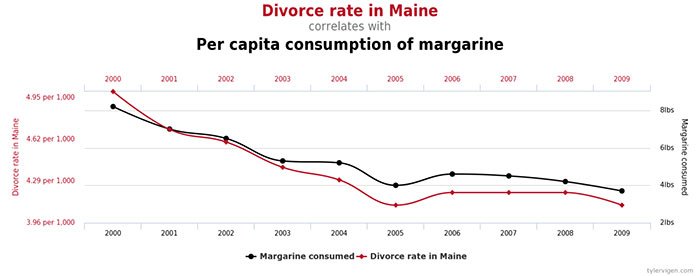 Divorce rate in Maine
correlates with
Per capita consumption of margarine
2000 2001 2002 2003 2004 2005 2006 2007 2008 2009
4.95 per 1,000
8lbs
4.62 per 1,000
6lbs
4.29 per 1,000
4lbs
3.96 per 1,000
2lbs
Divorce rate in Maine
Margarine consumed
2000 2001 2002 2003 2004 2005 2006 2007 2008 2009
Margarine consumed Divorce rate in Maine
tylervigen.com